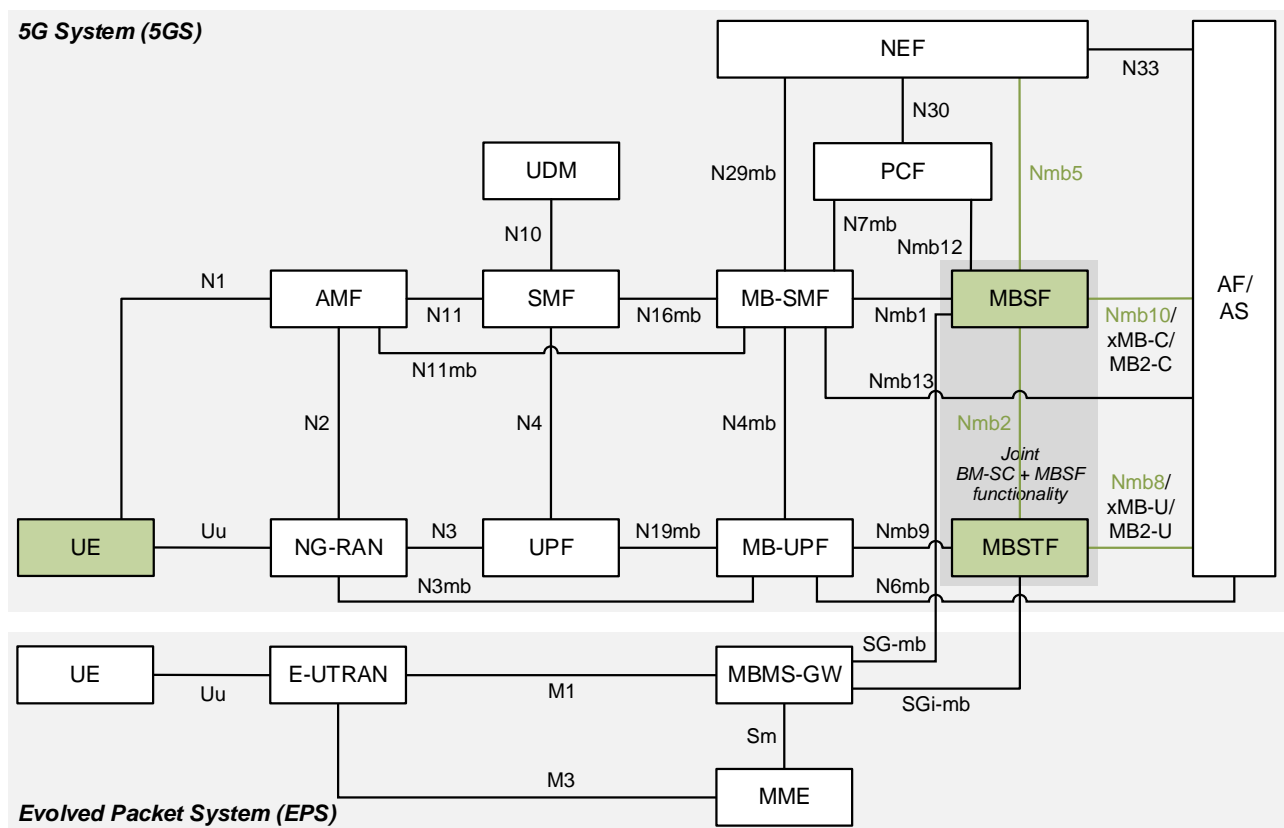 5G System (5GS)
NEF
N33
N30
UDM
N29mb
PCF
Nmb5
N10
N7mb
Nmb12
N1
AMF
N11
SMF
N16mb
MB-SMF
Nmb1
MBSF
Nmb10/
xMB-C/
MB2-C
AF/
AS
N11mb
Nmb13
N2
N4
N4mb
Nmb2
Joint
BM-SC + MBSF
functionality
Nmb8/
xMB-U/
MB2-U
UE
Uu
NG-RAN
N3
UPF
N19mb
MB-UPF
Nmb9
MBSTF
N3mb
N6mb
SG-mb
UE
Uu
E-UTRAN
M1
MBMS-GW
SGi-mb
Sm
M3
MME
Evolved Packet System (EPS)